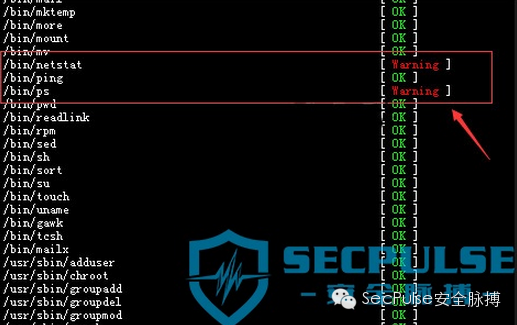 /bin/mail [ OK ]
/bin/mktemp [ OK ]
/bin/more [ OK ]
/bin/mount [ OK ]
/bin/mv [ OK ]
/bin/netstat [ Warning ]
/bin/ping [ OK ]
/bin/ps [ Warning ]
/bin/pwd [ OK ]
/bin/readlink [ OK ]
/bin/rpm [ OK ]
/bin/sed [ OK ]
/bin/sh [ OK ]
/bin/sort [ OK ]
/bin/su [ OK ]
/bin/touch [ OK ]
/bin/uname [ OK ]
/bin/gawk [ OK ]
/bin/tcsh [ OK ]
/bin/mailx [ OK ]
/usr/sbin/adduser [ OK ]
/usr/sbin/chroot [ OK ]
/usr/sbin/groupadd [ OK ]
/usr/sbin/groupdel [ OK ]
/usr/sbin/groupmod [ OK ]
SECPULSE
安全脉搏
SecPulse安全脉搏